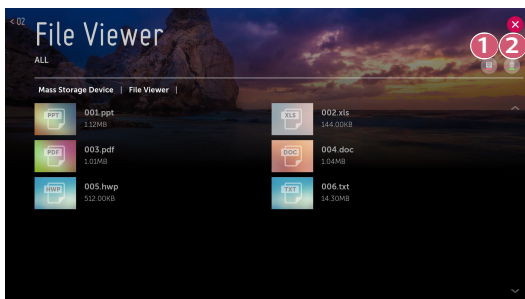 < 02
File Viewer
ALL
1 2
Mass Storage Device | File Viewer |
PPT 001.ppt
1.12MB
XLS 002.xls
144.00KB
PDF 003.pdf
1.01MB
DOC 004.doc
1.04MB
HWP 005.hwp
512.00KB
TXT 006.txt
14.30MB